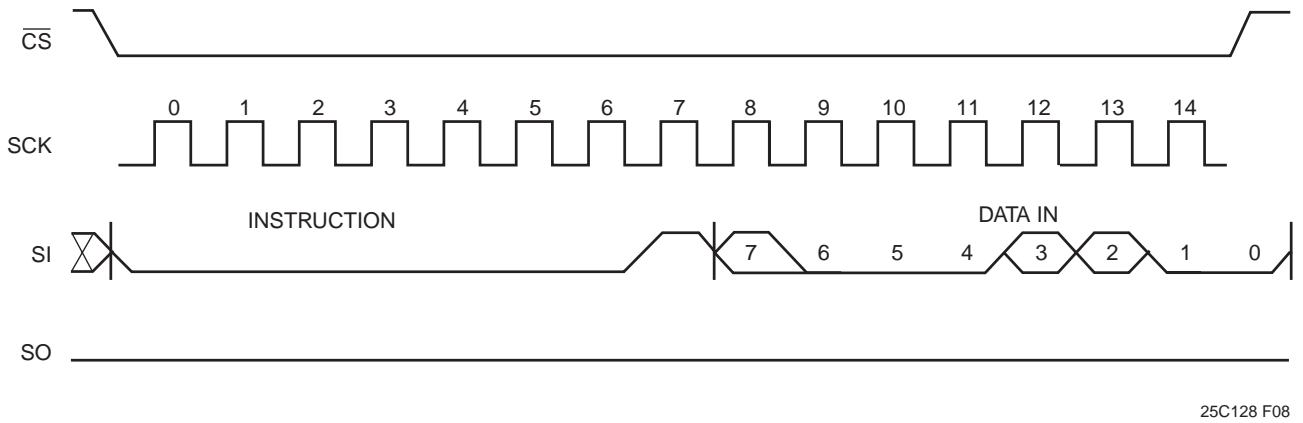 CS
0 1 2 3 4 5 6 7 8 9 10 11 12 13 14
SCK
INSTRUCTION
DATA IN
SI
7 6 5 4 3 2 1 0
SO
25C128 F08